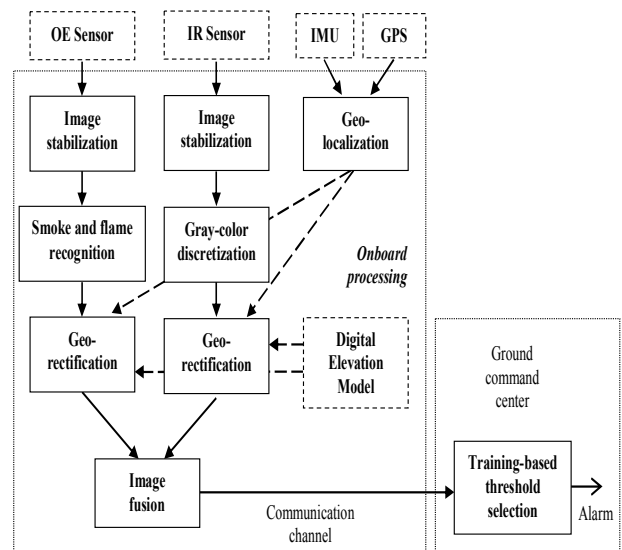 OE Sensor
IR Sensor
IMU
GPS
Image
stabilization
Image
stabilization
Geo-
localization
Smoke and flame
recognition
Gray-color
discretization
Onboard
processing
Geo-
rectification
Geo-
rectification
Digital
Elevation
Model
Ground
command
center
Image
fusion
Communication
channel
Training-based
threshold
selection
Alarm